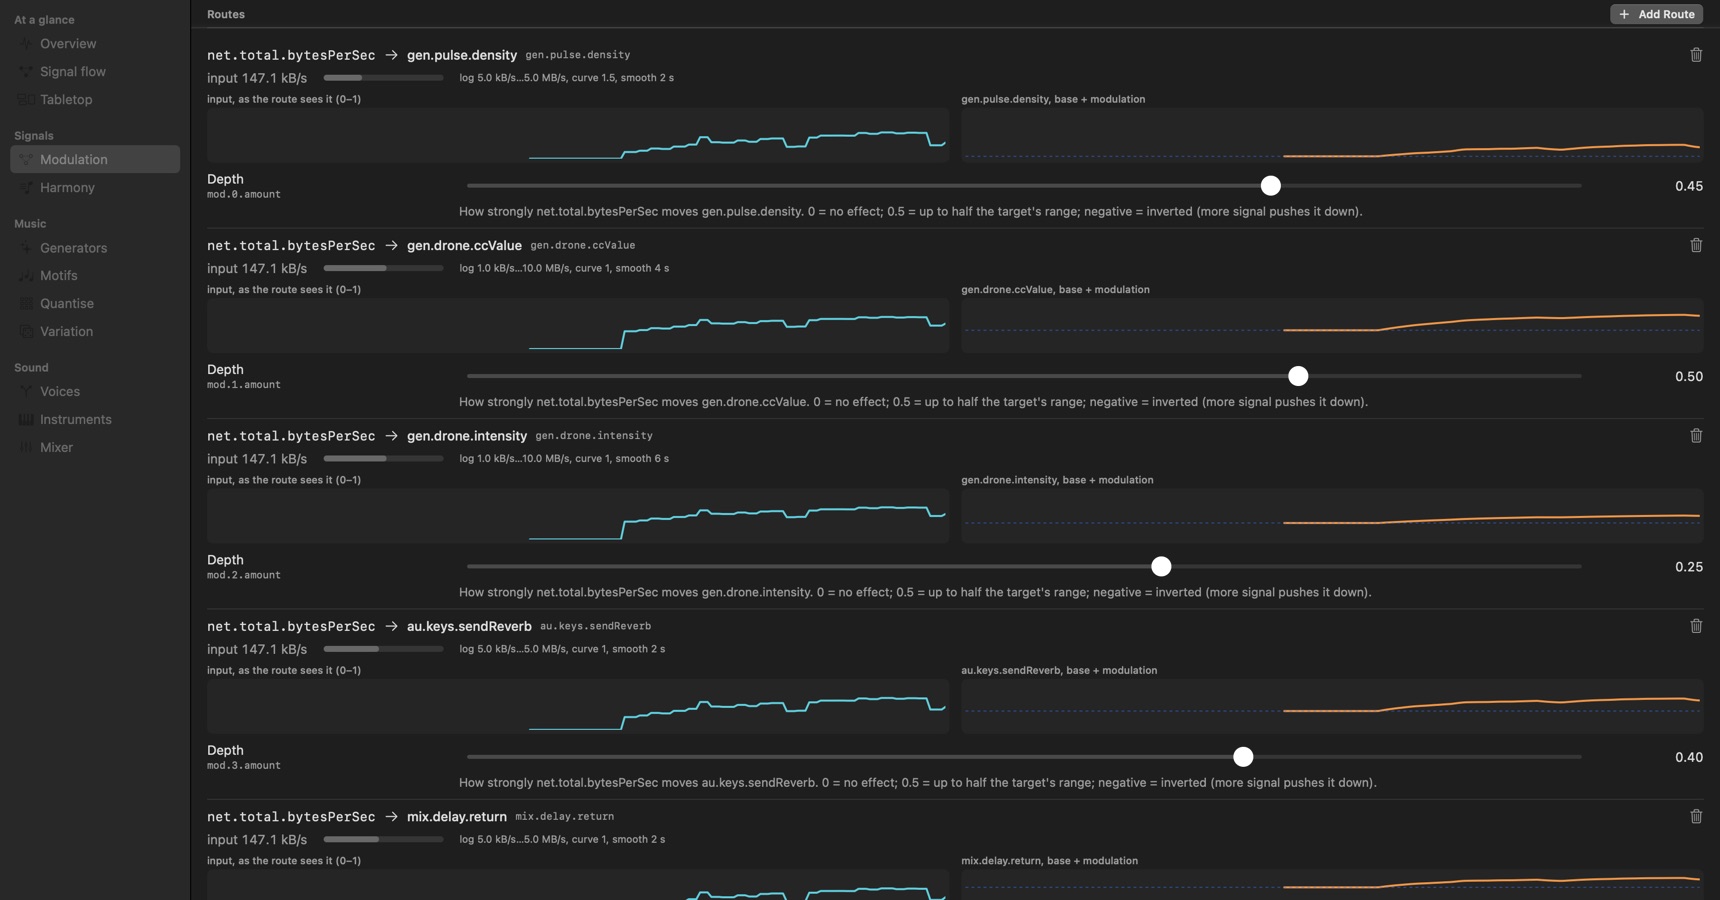 At a glance
Overview
Signal flow
Tabletop
Signals
Modulation
Harmony
Music
Generators
Motifs
Quantise
Variation
Sound
Voices
Instruments
Mixer
Routes
+ Add Route
net.total.bytesPerSec → gen.pulse.density gen.pulse.density
input 147.1 kB/s log 5.0 kB/s…5.0 MB/s, curve 1.5, smooth 2 s
input, as the route sees it (0–1) gen.pulse.density, base + modulation
Depth 0.45
mod.0.amount
How strongly net.total.bytesPerSec moves gen.pulse.density. 0 = no effect; 0.5 = up to half the target's range; negative = inverted (more signal pushes it down).
net.total.bytesPerSec → gen.drone.ccValue gen.drone.ccValue
input 147.1 kB/s log 1.0 kB/s…10.0 MB/s, curve 1, smooth 4 s
input, as the route sees it (0–1) gen.drone.ccValue, base + modulation
Depth 0.50
mod.1.amount
How strongly net.total.bytesPerSec moves gen.drone.ccValue. 0 = no effect; 0.5 = up to half the target's range; negative = inverted (more signal pushes it down).
net.total.bytesPerSec → gen.drone.intensity gen.drone.intensity
input 147.1 kB/s log 1.0 kB/s…10.0 MB/s, curve 1, smooth 6 s
input, as the route sees it (0–1) gen.drone.intensity, base + modulation
Depth 0.25
mod.2.amount
How strongly net.total.bytesPerSec moves gen.drone.intensity. 0 = no effect; 0.5 = up to half the target's range; negative = inverted (more signal pushes it down).
net.total.bytesPerSec → au.keys.sendReverb au.keys.sendReverb
input 147.1 kB/s log 5.0 kB/s…5.0 MB/s, curve 1, smooth 2 s
input, as the route sees it (0–1) au.keys.sendReverb, base + modulation
Depth 0.40
mod.3.amount
How strongly net.total.bytesPerSec moves au.keys.sendReverb. 0 = no effect; 0.5 = up to half the target's range; negative = inverted (more signal pushes it down).
net.total.bytesPerSec → mix.delay.return mix.delay.return
input 147.1 kB/s log 5.0 kB/s…5.0 MB/s, curve 1, smooth 2 s
input, as the route sees it (0–1) mix.delay.return, base + modulation